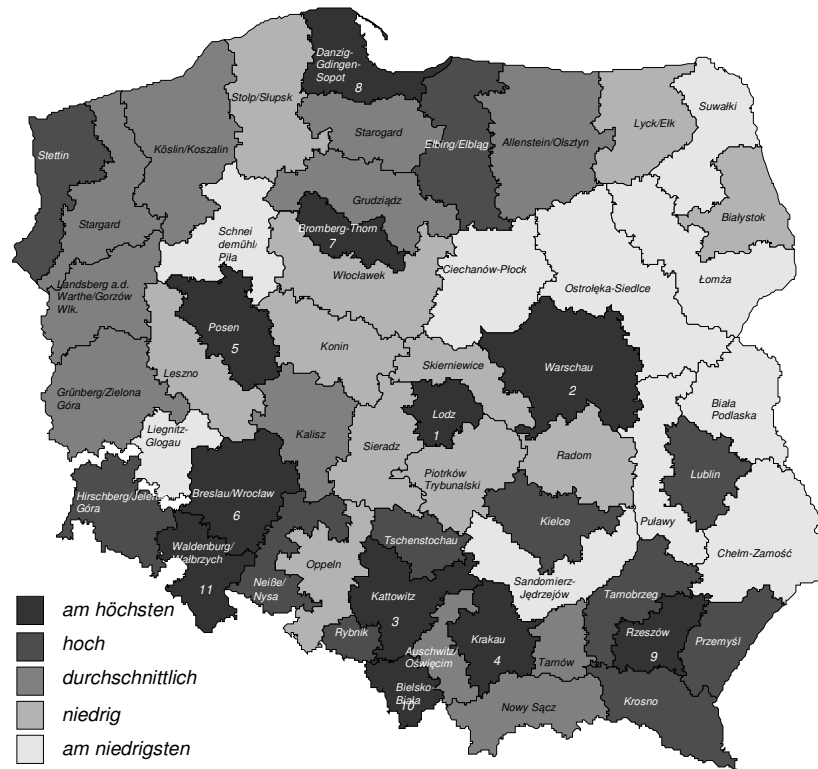 Danzig-
Gdingen-
Sopot
8
Stolp/Słupsk
Starogard
Elbing/Elbląg
Allenstein/Olsztyn
Lyck/Ełk
Suwałki
Stettin
Köslin/Koszalin
Stargard
Grudziądz
Białystok
Schnei
demühl/
Piła
Bromberg-Thorn
7
Włocławek
Ciechanów-Płock
Ostrołęka-Siedlce
Łomża
Landsberg a.d.
Warthe/Gorzów
Wlk.
Posen
5
Konin
Skierniewice
Warschau
2
Leszno
Grünberg/Zielona
Góra
Lodz
1
Biała
Podlaska
Liegnitz-
Glogau
Kalisz
Sieradz
Piotrków
Trybunalski
Radom
Lublin
Hirschberg/Jelenia
Góra
Breslau/Wrocław
6
Kielce
Puławy
Tschenstochau
Chełm-Zamość
Waldenburg/
Wałbrzych
11
Neiße/
Nysa
Oppeln
Kattowitz
3
Sandomierz-
Jędrzejów
Tarnobrzeg
Rybnik
Auschwitz/
Oświęcim
Krakau
4
Tarnów
Rzeszów
9
Przemyśl
Bielsko-
Biała
10
Nowy Sącz
Krosno
am höchsten
hoch
durchschnittlich
niedrig
am niedrigsten